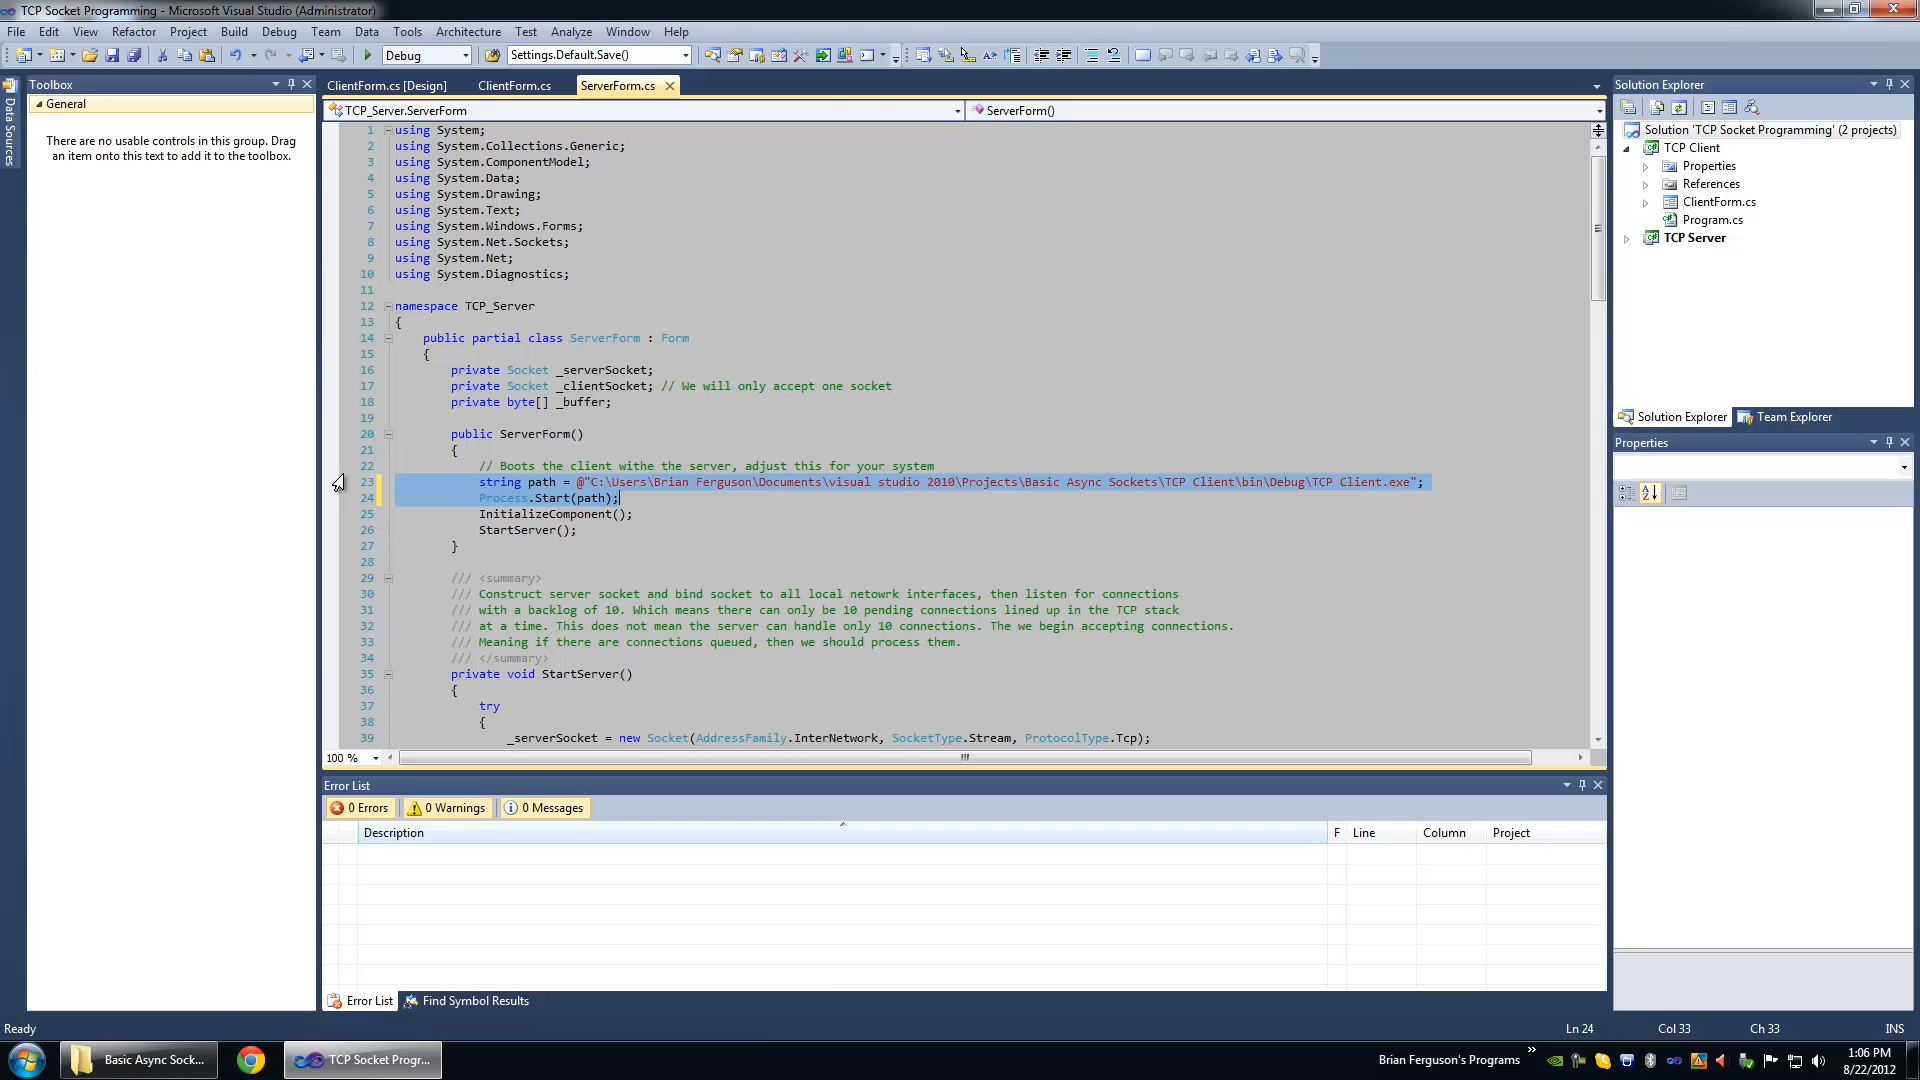 TCP Socket Programming - Microsoft Visual Studio (Administrator)
File Edit View Refactor Project Build Debug Team Data Tools Architecture Test Analyze Window Help
Debug Settings.Default.Save()
Data Sources
Toolbox
General
There are no usable controls in this group. Drag
an item onto this text to add it to the toolbox.
ClientForm.cs [Design] ClientForm.cs ServerForm.cs
TCP_Server.ServerForm ServerForm()
1 using System;
2 using System.Collections.Generic;
3 using System.ComponentModel;
4 using System.Data;
5 using System.Drawing;
6 using System.Text;
7 using System.Windows.Forms;
8 using System.Net.Sockets;
9 using System.Net;
10 using System.Diagnostics;
11
12 namespace TCP_Server
13 {
14 public partial class ServerForm : Form
15 {
16 private Socket _serverSocket;
17 private Socket _clientSocket; // We will only accept one socket
18 private byte[] _buffer;
19
20 public ServerForm()
21 {
22 // Boots the client withe the server, adjust this for your system
23 string path = @"C:\Users\Brian Ferguson\Documents\visual studio 2010\Projects\Basic Async Sockets\TCP Client\bin\Debug\TCP Client.exe";
24 Process.Start(path);
25 InitializeComponent();
26 StartServer();
27 }
28
29 /// <summary>
30 /// Construct server socket and bind socket to all local netowrk interfaces, then listen for connections
31 /// with a backlog of 10. Which means there can only be 10 pending connections lined up in the TCP stack
32 /// at a time. This does not mean the server can handle only 10 connections. The we begin accepting connections.
33 /// Meaning if there are connections queued, then we should process them.
34 /// </summary>
35 private void StartServer()
36 {
37 try
38 {
39 _serverSocket = new Socket(AddressFamily.InterNetwork, SocketType.Stream, ProtocolType.Tcp);
100 %
Error List
0 Errors 0 Warnings 0 Messages
Description F Line Column Project
Error List Find Symbol Results
Solution Explorer
Solution 'TCP Socket Programming' (2 projects)
TCP Client
Properties
References
ClientForm.cs
Program.cs
TCP Server
Solution Explorer Team Explorer
Properties
Ready Ln 24 Col 33 Ch 33 INS
Basic Async Sock... TCP Socket Progr... Brian Ferguson's Programs » 1:06 PM
8/22/2012